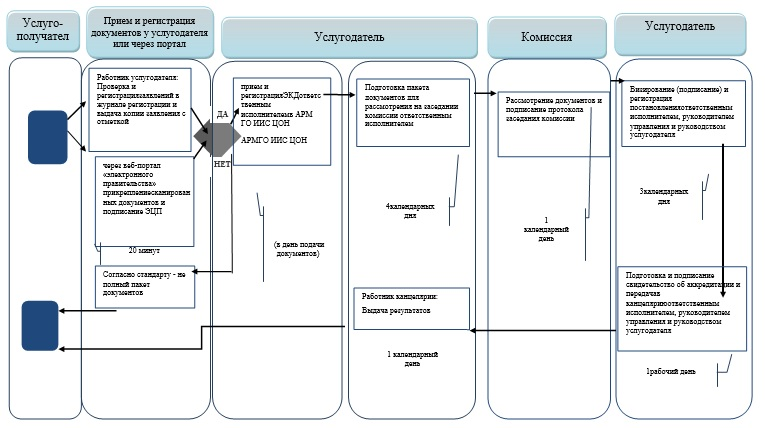 Услуго-
получател
Прием и регистрация
документов у услугодателя
или через портал
Услугодатель
Комиссия
Услугодатель
Работник услугодателя:
Проверка и
регистрациязаявлений в
журнале регистрации и
выдача копии заявления с
отметкой
через веб-портал
«электронного
правительства»
прикреплениесканирован
ных документов и
подписание ЭЦП
20 минут
Согласно стандарту - не
полный пакет
документов
ДА
НЕТ
прием и
регистрацияЭКДответс
твенным
исполнителемв АРМ
ГО ИИС ЦОН
АРМГО ИИС ЦОН
(в день подачи
документов)
Подготовка пакета
документов для
рассмотрения на заседании
комиссии ответственным
исполнителем
4календарных
дня
Работник канцелярии:
Выдача результатов
1 календарный
день
Рассмотрение документов и
подписание протокола
заседания комиссии
1
календарный
день
Визирование (подписание) и
регистрация
постановленияответственным
исполнителем, руководителем
управления и руководством
услугодателя
3календарных
дня
Подготовка и подписание
свидетельство об аккредитации и
передачав
канцеляриюответственным
исполнителем, руководителем
управления и руководством
услугодателя
1рабочий день